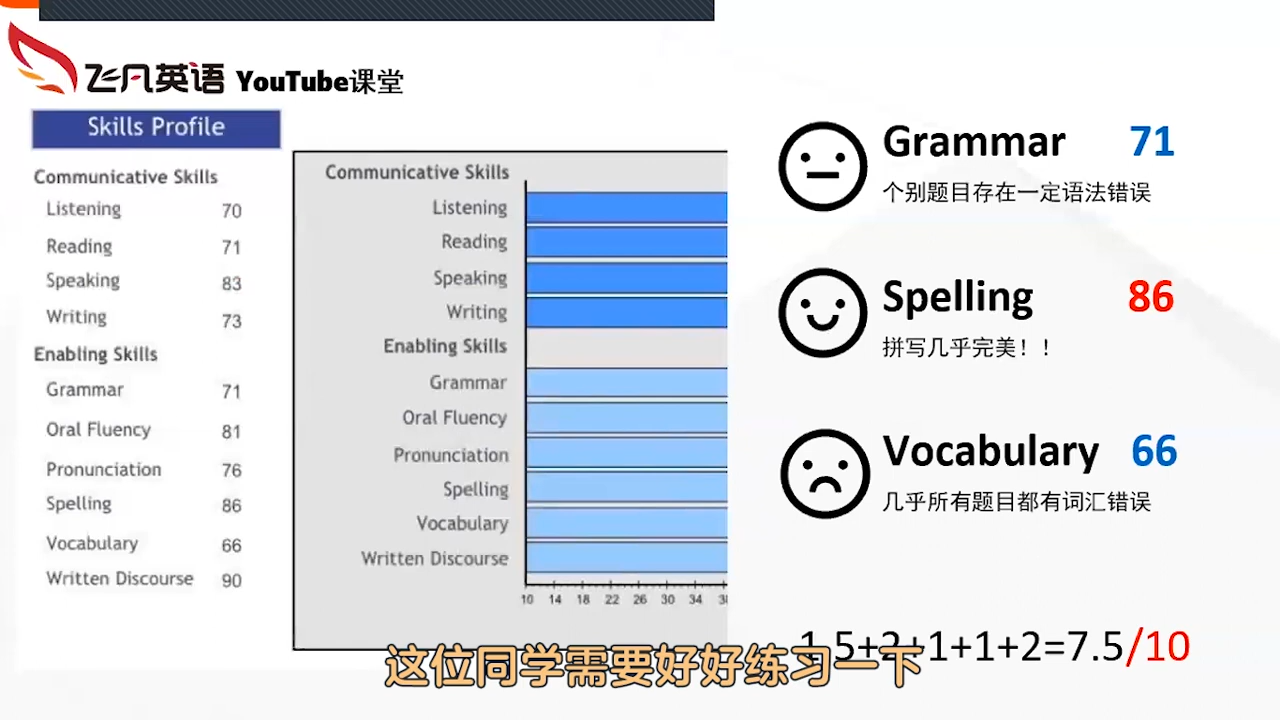 飞凡英语 YouTube课堂
Skills Profile
Communicative Skills
Listening 70
Reading 71
Speaking 83
Writing 73
Enabling Skills
Grammar 71
Oral Fluency 81
Pronunciation 76
Spelling 86
Vocabulary 66
Written Discourse 90
Communicative Skills
Listening
Reading
Speaking
Writing
Enabling Skills
Grammar
Oral Fluency
Pronunciation
Spelling
Vocabulary
Written Discourse
10 14 18 22 26 30 34
Grammar 71
个别题目存在一定语法错误
Spelling 86
拼写几乎完美！！
Vocabulary 66
几乎所有题目都有词汇错误
1.5+2+1+1+2=7.5/10
这位同学需要好好练习一下